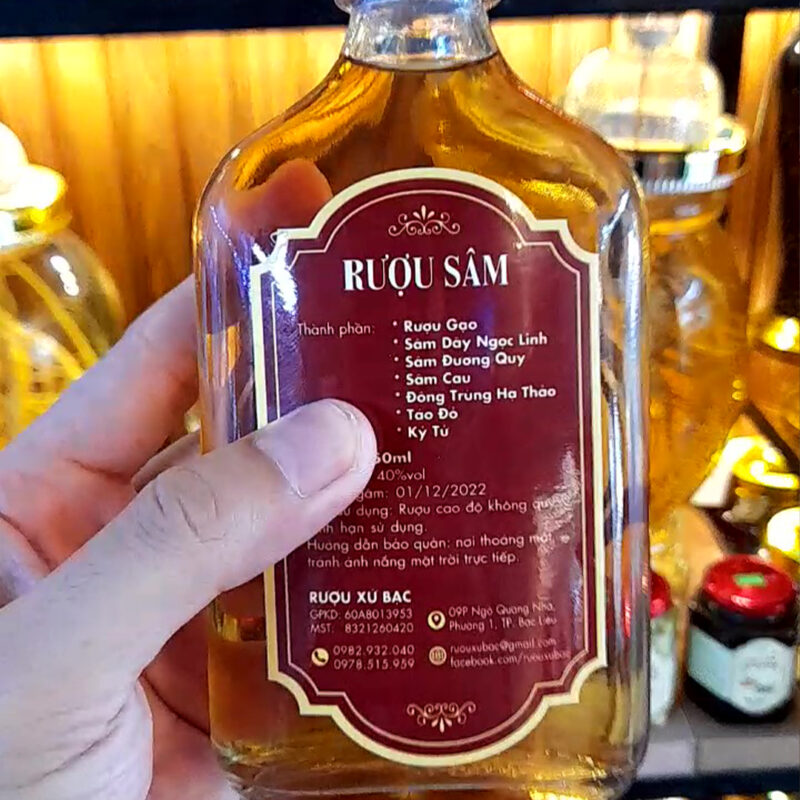 RƯỢU SÂM
Thành phần: * Rượu Gạo
* Sâm Dây Ngọc Linh
* Sâm Đương Quy
* Sâm Cau
* Đông Trùng Hạ Thảo
* Táo Đỏ
* Kỷ Tử
50ml
40%vol
gâm: 01/12/2022
dụng: Rượu cao độ không quy
hạn sử dụng.
Hướng dẫn bảo quản: nơi thoáng mát,
tránh ánh nắng mặt trời trực tiếp.
RƯỢU XỨ BẠC
GPKD: 60A8013953
MST: 8321260420
09P Ngô Quang Nhã,
Phường 1, TP. Bạc Liêu
0982.932.040
0978.515.959
ruouxubac@gmail.com
facebook.com/ruouxubac